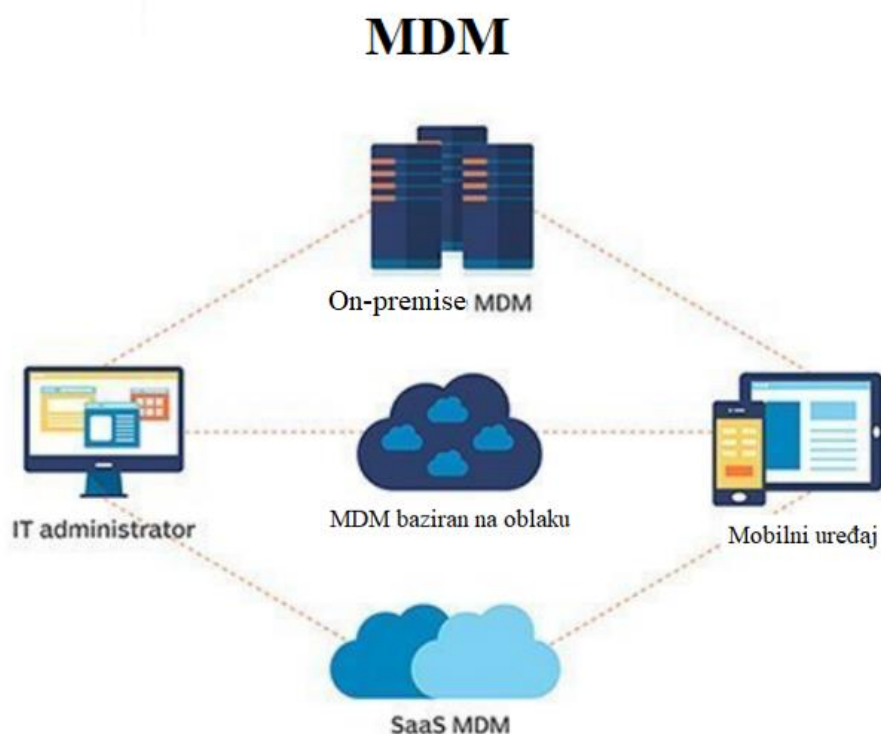 MDM
On-premise MDM
IT administrator
MDM baziran na oblaku
Mobilni uređaj
SaaS MDM